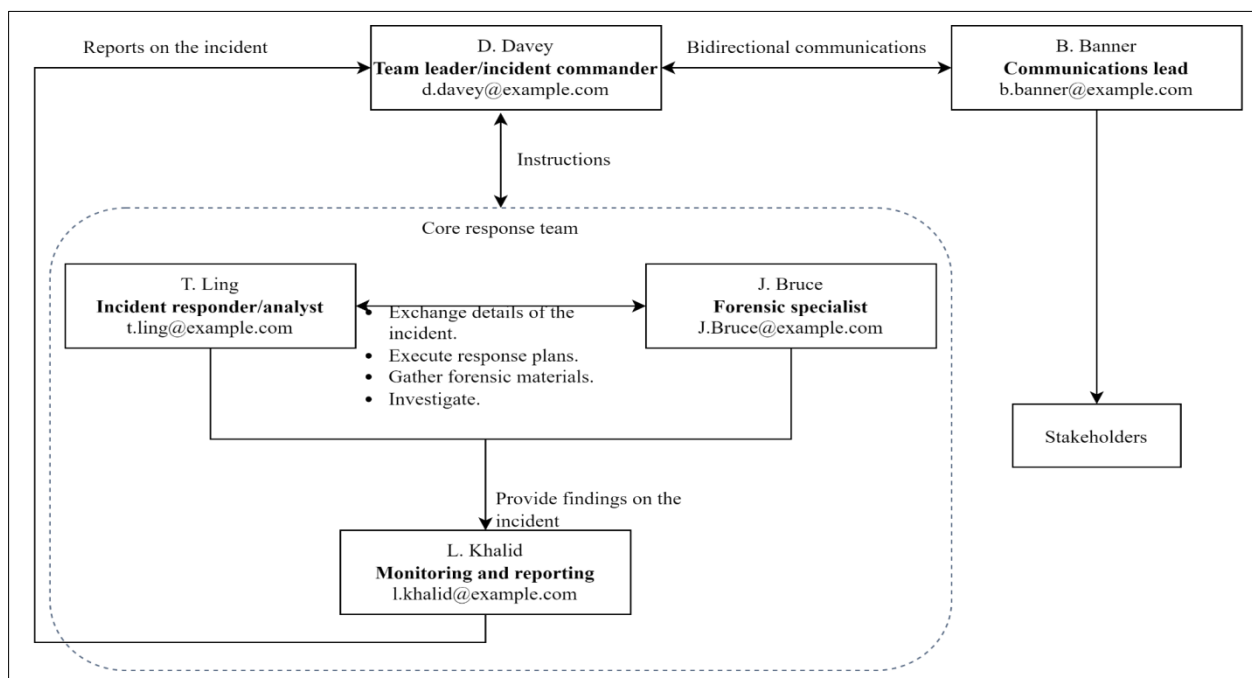 Reports on the incident
D. Davey
Team leader/incident commander
d.davey@example.com
Bidirectional communications
B. Banner
Communications lead
b.banner@example.com
Instructions
Core response team
T. Ling
Incident responder/analyst
t.ling@example.com
• Exchange details of the
incident.
• Execute response plans.
• Gather forensic materials.
• Investigate.
J. Bruce
Forensic specialist
J.Bruce@example.com
Stakeholders
Provide findings on the
incident
L. Khalid
Monitoring and reporting
l.khalid@example.com